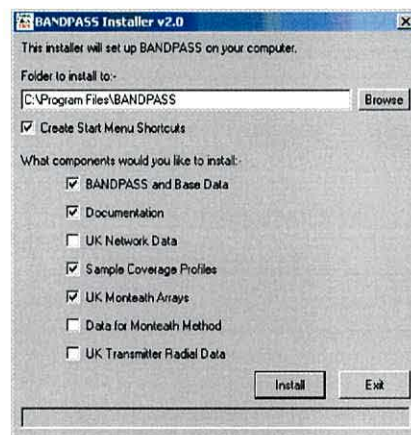 BANDPASS Installer v2.0
This installer will set up BANDPASS on your computer.
Folder to install to:-
C:\Program Files\BANDPASS
Browse
Create Start Menu Shortcuts
What components would you like to install:-
BANDPASS and Base Data
Documentation
UK Network Data
Sample Coverage Profiles
UK Monteath Arrays
Data for Monteath Method
UK Transmitter Radial Data
Install
Exit